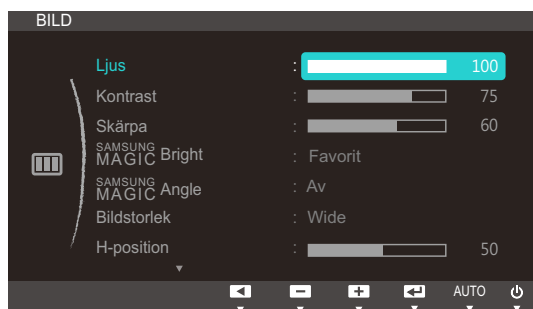 BILD
Ljus : 100
Kontrast : 75
Skärpa : 60
SAMSUNG MAGIC Bright : Favorit
SAMSUNG MAGIC Angle : Av
Bildstorlek : Wide
H-position : 50
AUTO